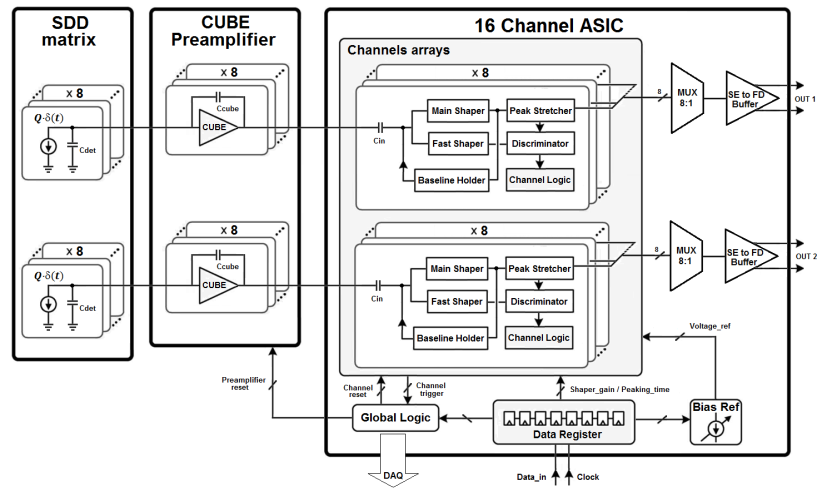 SDD
matrix
CUBE
Preamplifier
16 Channel ASIC
Channels arrays
x 8
Q·δ(t)
Cdet
x 8
Ccube
CUBE
Cin
x 8
Main Shaper
Peak Stretcher
Fast Shaper
Discriminator
Baseline Holder
Channel Logic
8
MUX
8:1
SE to FD
Buffer
OUT 1
x 8
Q·δ(t)
Cdet
x 8
Ccube
CUBE
Cin
x 8
Main Shaper
Peak Stretcher
Fast Shaper
Discriminator
Baseline Holder
Channel Logic
8
MUX
8:1
SE to FD
Buffer
OUT 2
Voltage_ref
Preamplifier
reset
Channel
reset
Channel
trigger
Shaper_gain / Peaking_time
Global Logic
Data Register
Bias Ref
DAQ
Data_in
Clock